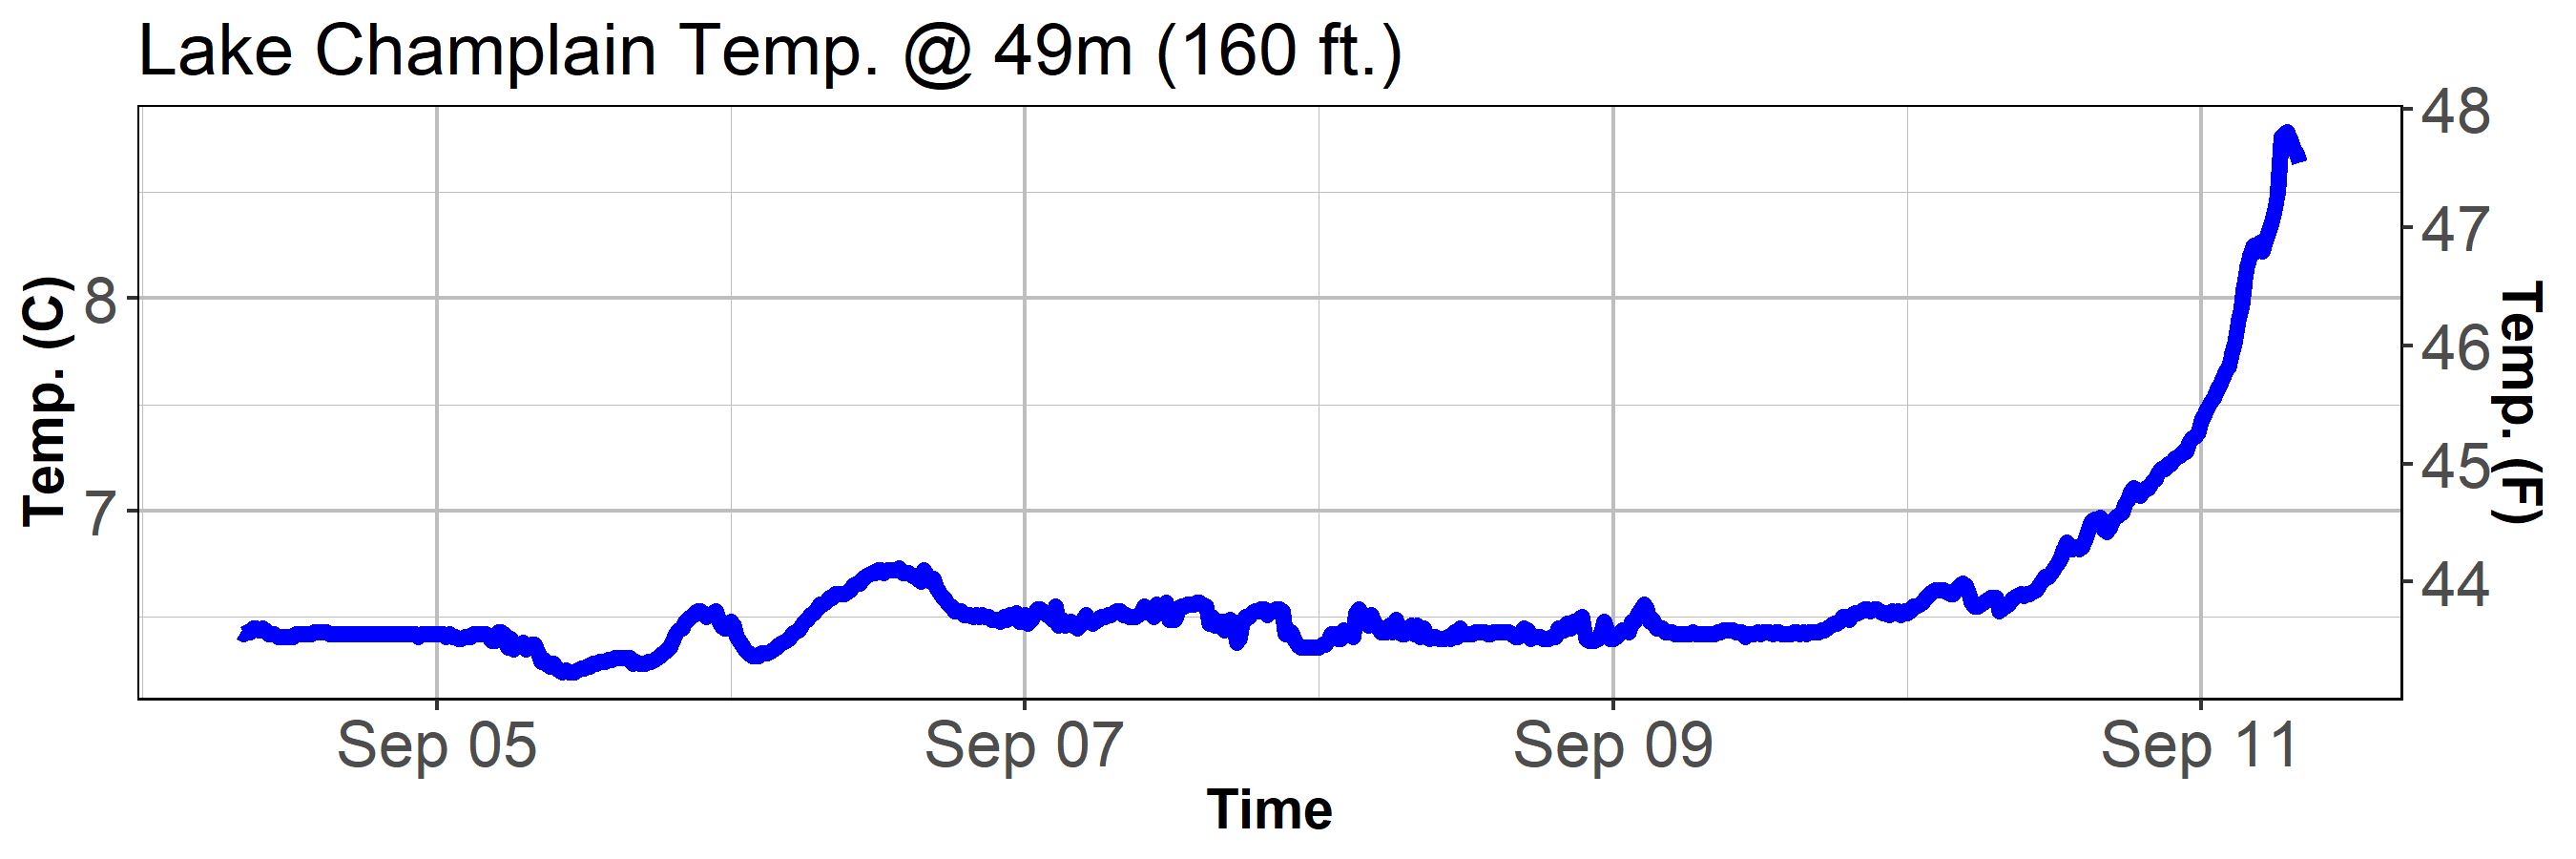 Lake Champlain Temp. @ 49m (160 ft.)
Temp. (C)
8
7
48
47
46
45
44
Temp. (F)
Sep 05 Sep 07 Sep 09 Sep 11
Time